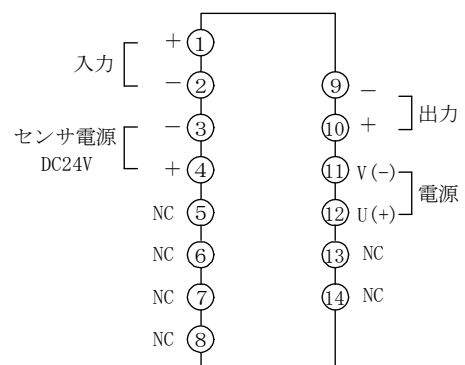 入力
+ ①
− ②
センサ電源
DC24V
− ③
+ ④
NC ⑤
NC ⑥
NC ⑦
NC ⑧
⑨ −
⑩ +
出力
⑪ V(-)
⑫ U(+)
電源
⑬ NC
⑭ NC